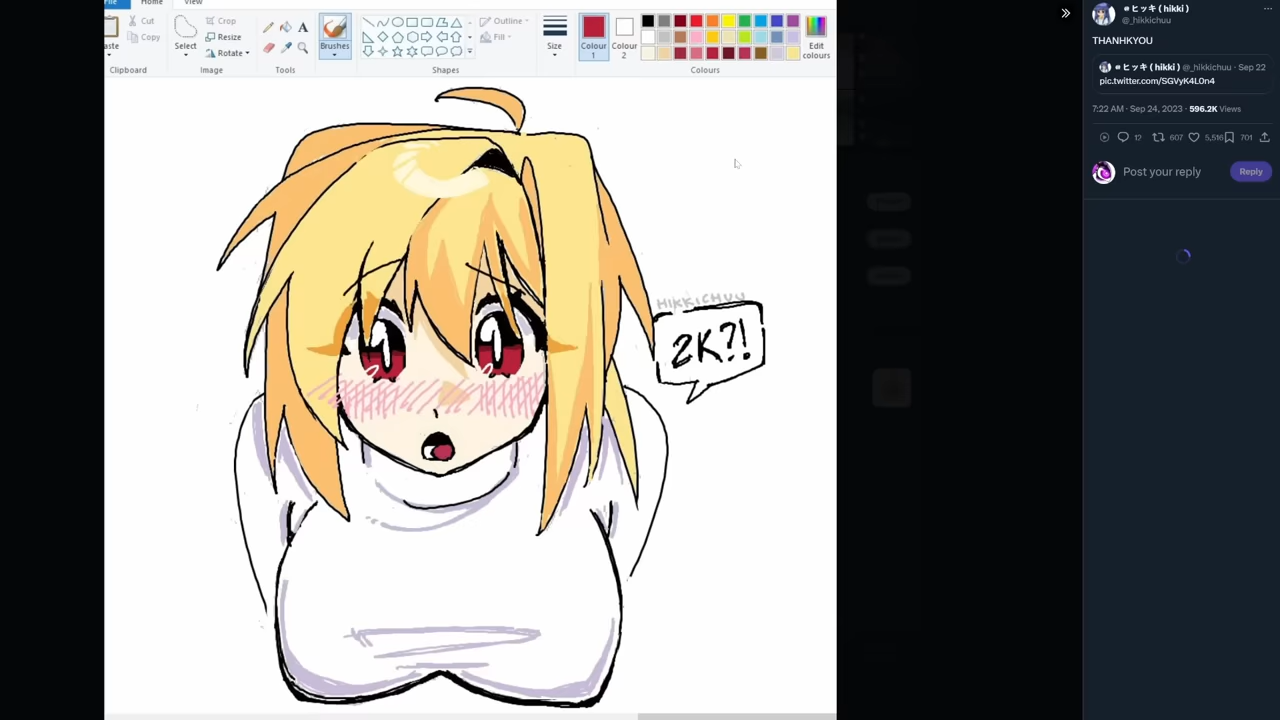 File
Home
View
Paste
Cut
Copy
Clipboard
Select
Crop
Resize
Rotate
Image
Tools
Brushes
Outline
Fill
Shapes
Size
Colour
1
Colour
2
Edit
colours
Colours
HIKKICHUU
2K?!
ヒッキ ( hikki )
@_hikkichuu
THANHKYOU
ヒッキ ( hikki ) @_hikkichuu · Sep 22
pic.twitter.com/SGVyK4L0n4
7:22 AM · Sep 24, 2023 · 596.2K Views
12 607 5,516 701
Post your reply
Reply